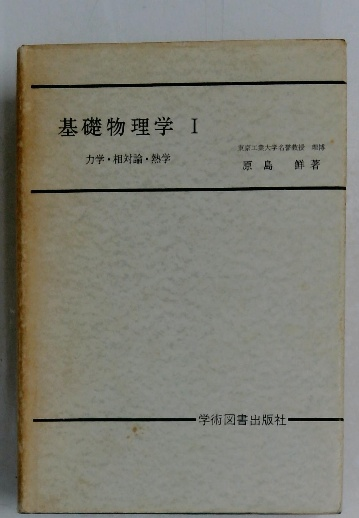 基礎物理学 I
力学・相対論・熱学
東京工業大学名誉教授 理博
原島 鮮著
学術図書出版社